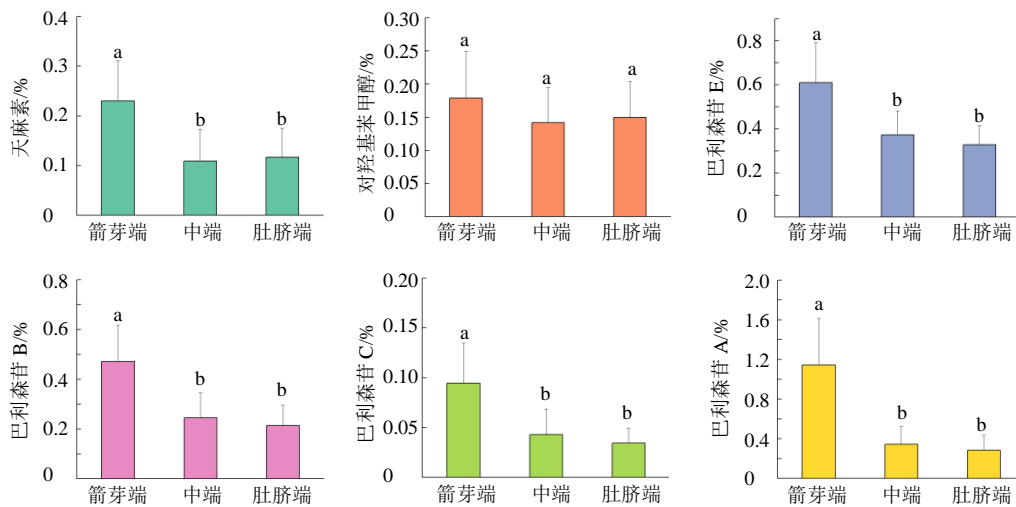 天麻素/%
0.4
0.3
0.2
0.1
0
a
b
b
箭芽端
中端
肚脐端
对羟基苯甲醇/%
0.30
0.25
0.20
0.15
0.10
0.05
0
a
a
a
箭芽端
中端
肚脐端
巴利森苷 E/%
0.8
0.6
0.4
0.2
0
a
b
b
箭芽端
中端
肚脐端
巴利森苷 B/%
0.8
0.6
0.4
0.2
0
a
b
b
箭芽端
中端
肚脐端
巴利森苷 C/%
0.20
0.15
0.10
0.05
0
a
b
b
箭芽端
中端
肚脐端
巴利森苷 A/%
2.0
1.6
1.2
0.8
0.4
0
a
b
b
箭芽端
中端
肚脐端